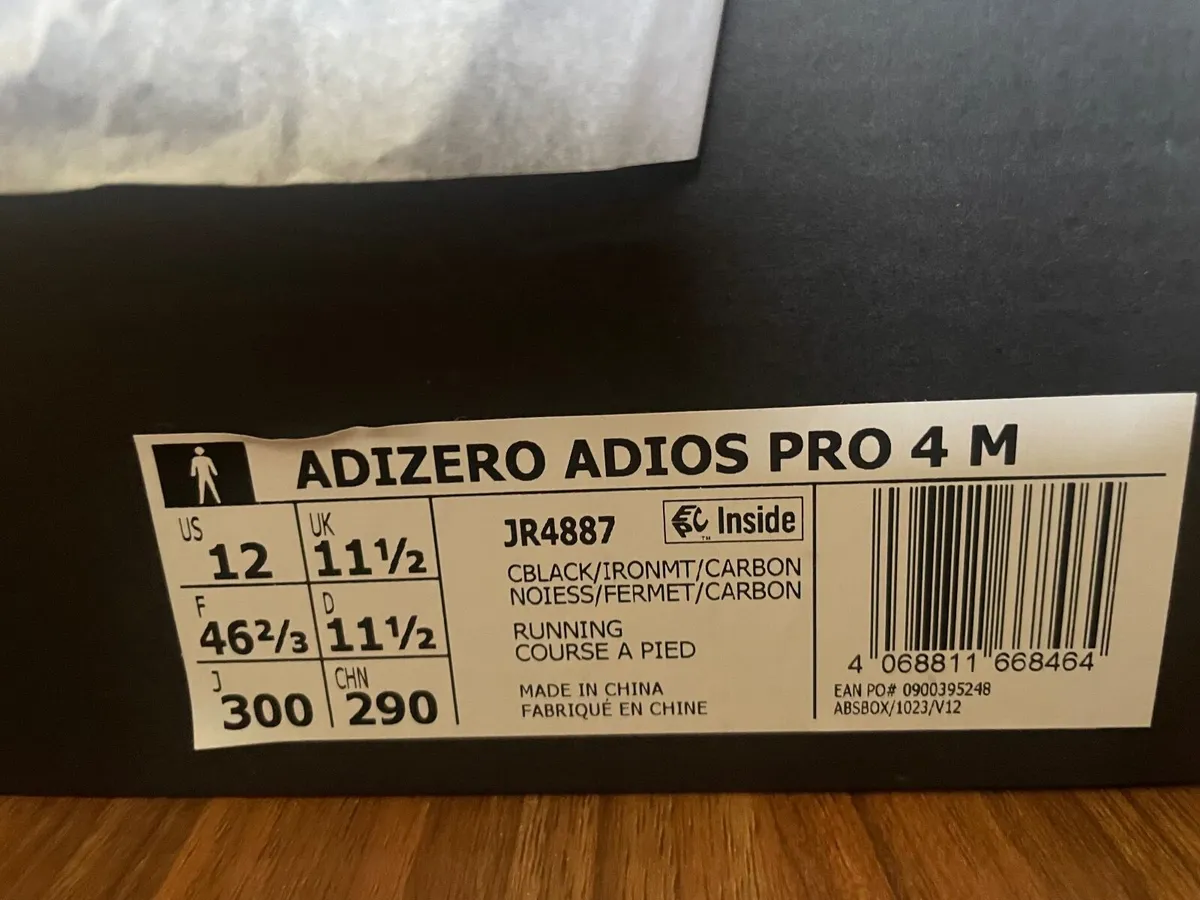 ADIZERO ADIOS PRO 4 M
US 12 UK 11½
F 46⅔ D 11½
J 300 CHN 290
JR4887 EPC Inside™
CBLACK/IRONMT/CARBON
NOIESS/FERMET/CARBON
RUNNING
COURSE A PIED
MADE IN CHINA
FABRIQUÉ EN CHINE
4 068811 668464
EAN PO# 0900395248
ABSBOX/1023/V12